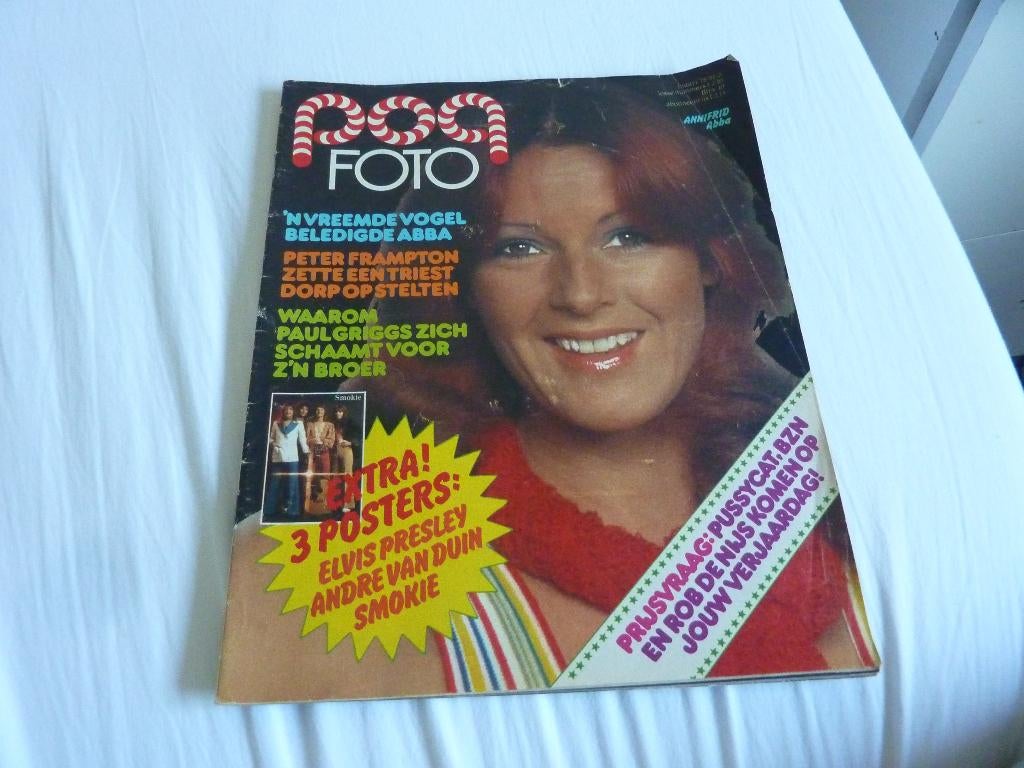 pop
FOTO
ANNIFRID
Abba
'N VREEMDE VOGEL
BELEDIGDE ABBA
PETER FRAMPTON
ZETTE EEN TRIEST
DORP OP STELTEN
WAAROM
PAUL GRIGGS ZICH
SCHAAMT VOOR
Z'N BROER
Smokie
EXTRA!
3 POSTERS:
ELVIS PRESLEY
ANDRE VAN DUIN
SMOKIE
PRIJSVRAAG: PUSSYCAT, BZN
EN ROB DE NIJS KOMEN OP
JOUW VERJAARDAG!